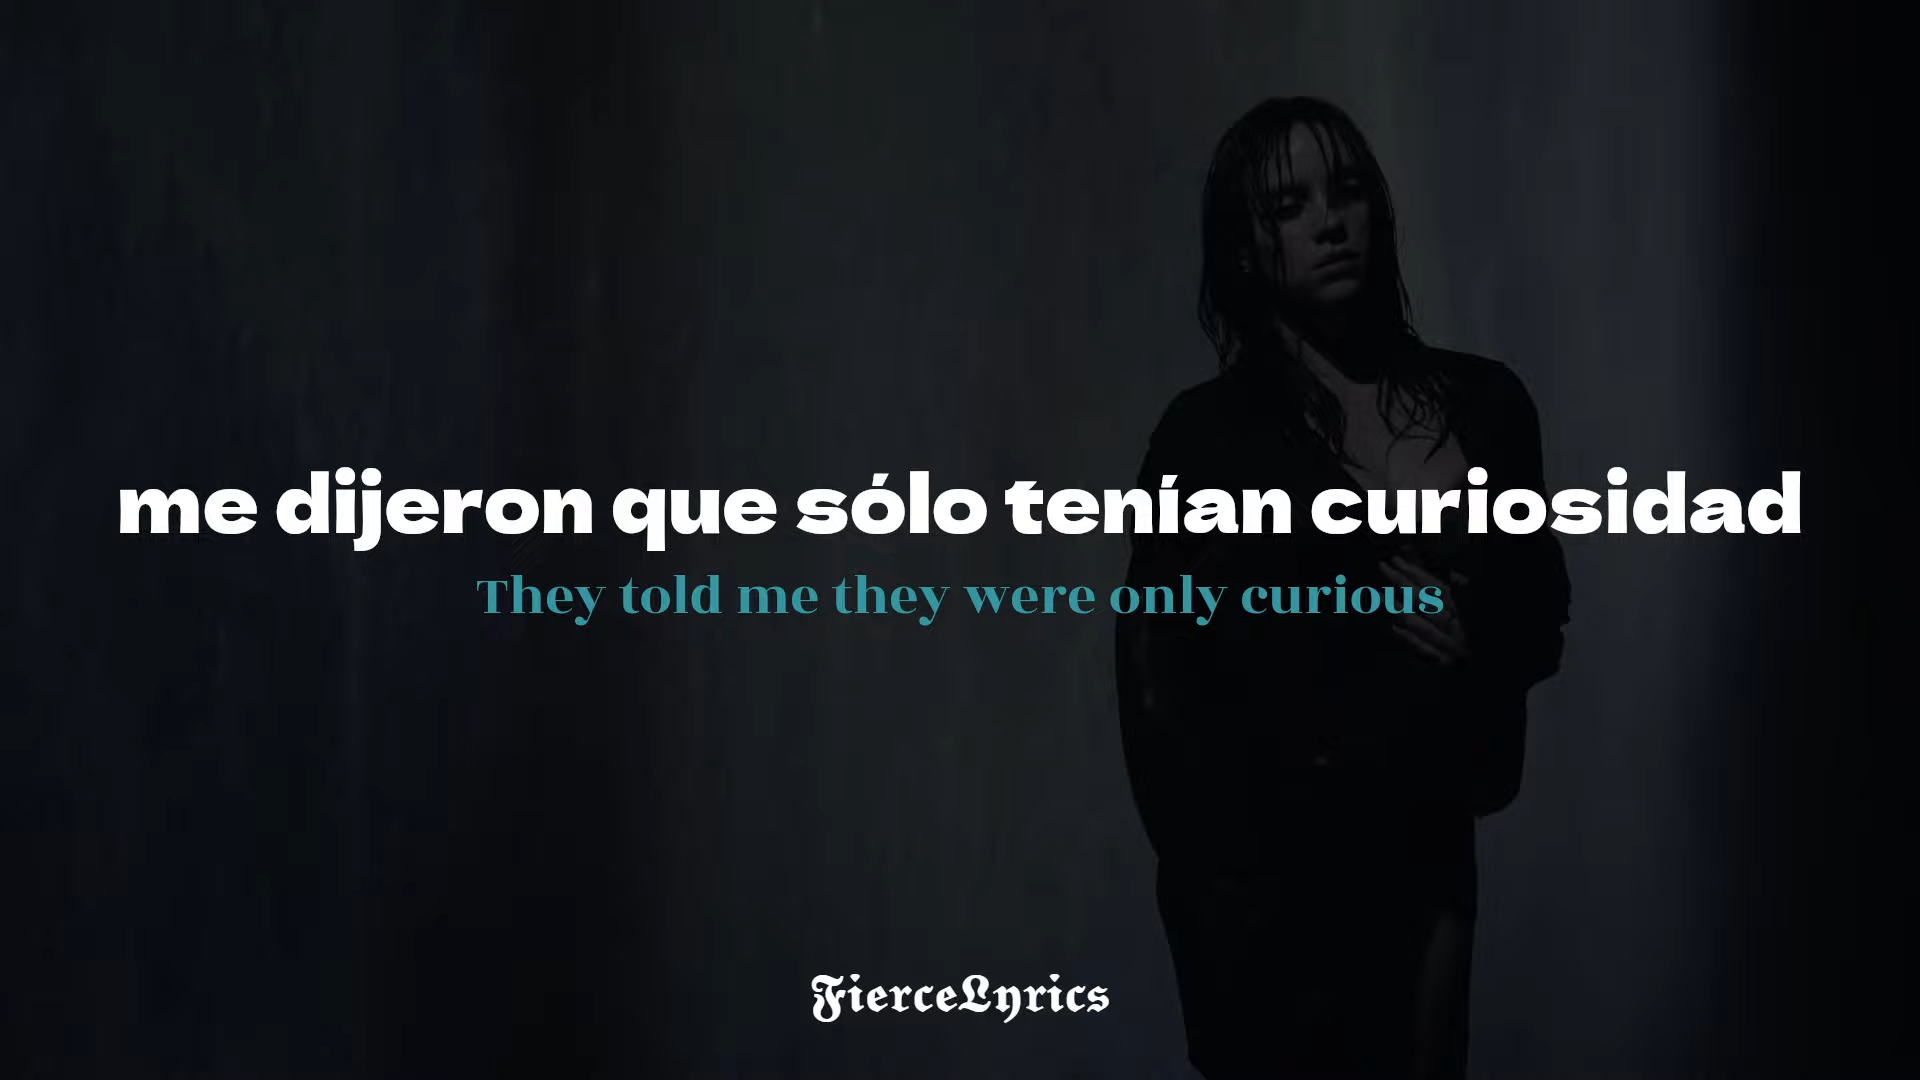 me dijeron que sólo tenían curiosidad
They told me they were only curious
FierceLyrics